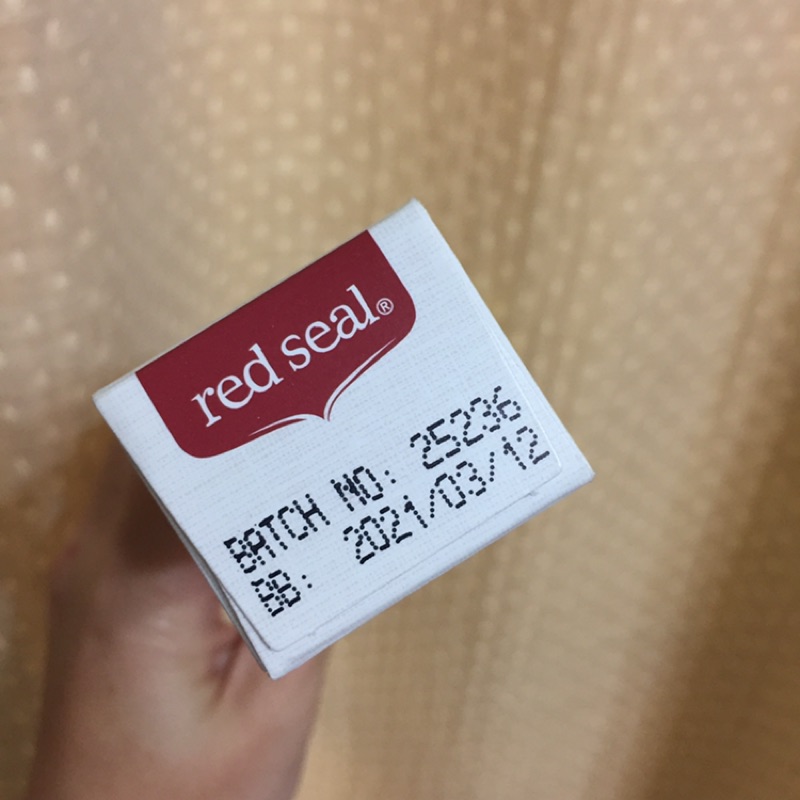 red seal®
BATCH NO: 25236
BB: 2021/03/12